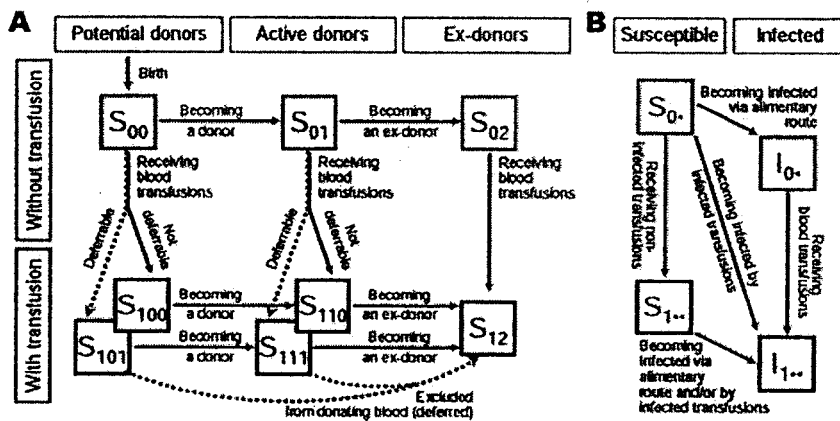 A
Potential donors
Active donors
Ex-donors
Without transfusion
With transfusion
Birth
S00
Becoming
a donor
S01
Becoming
an ex-donor
S02
Receiving
blood
transfusions
Receiving
blood
transfusions
Receiving
blood
transfusions
Deferrable
Not
deferrable
Deferrable
Not
deferrable
S100
Becoming
a donor
S110
Becoming
an ex-donor
S101
Becoming
a donor
S111
Becoming
an ex-donor
S12
Excluded
from donating blood (deferred)
B
Susceptible
Infected
S0•
Becoming infected
via alimentary
route
I0•
Receiving non-
infected transfusions
Becoming infected by
infected transfusions
Receiving
blood transfusions
S1••
I1••
Becoming
infected via
alimentary
route and/or by
infected transfusions